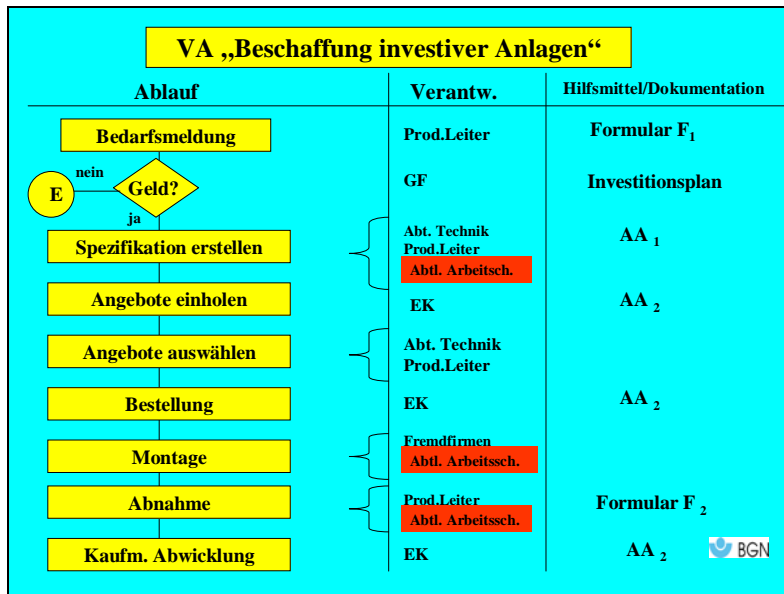 VA „Beschaffung investiver Anlagen“
Ablauf Verantw. Hilfsmittel/Dokumentation
Bedarfsmeldung Prod.Leiter Formular F1
nein
E Geld? GF Investitionsplan
ja
Spezifikation erstellen Abt. Technik AA 1
Prod.Leiter
Abtl. Arbeitsch.
Angebote einholen EK AA 2
Angebote auswählen Abt. Technik
Prod.Leiter
Bestellung EK AA 2
Fremdfirmen
Montage Abtl. Arbeitssch.
Abnahme Prod.Leiter Formular F 2
Abtl. Arbeitssch.
Kaufm. Abwicklung EK AA 2
BGN